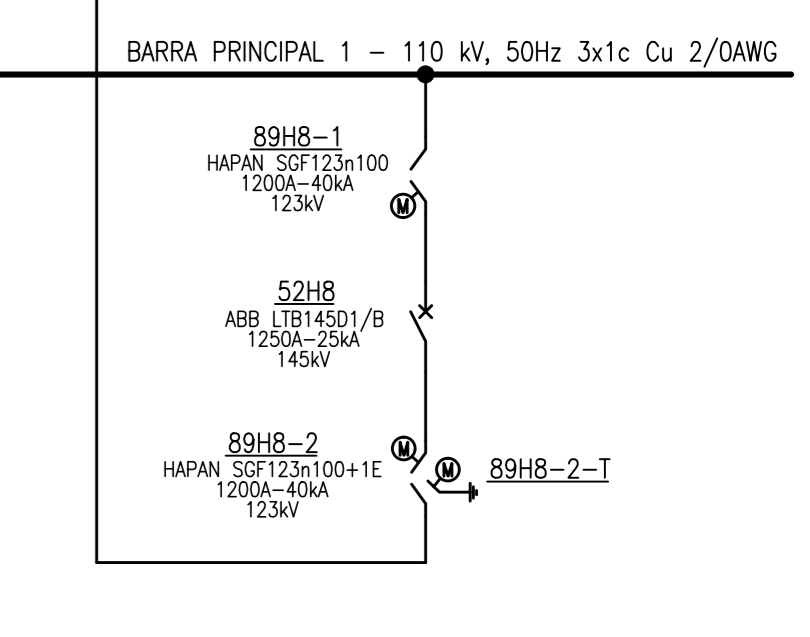 BARRA PRINCIPAL 1 - 110 kV, 50Hz 3x1c Cu 2/0AWG
89H8-1
HAPAN SGF123n100
1200A-40kA
123kV
M
52H8
ABB LTB145D1/B
1250A-25kA
145kV
89H8-2
M
HAPAN SGF123n100+1E
1200A-40kA
123kV
M
89H8-2-T